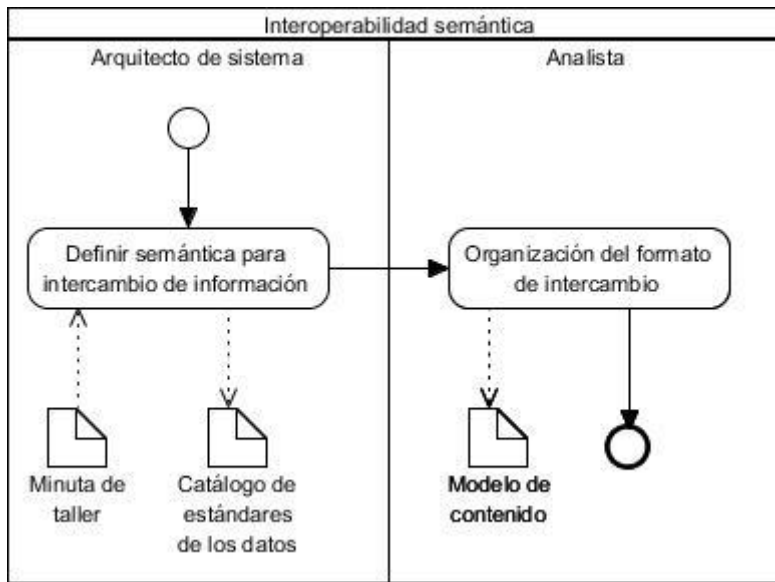 Interoperabilidad semántica
Arquitecto de sistema
Analista
Definir semántica para
intercambio de información
Organización del formato
de intercambio
Minuta de
taller
Catálogo de
estándares
de los datos
Modelo de
contenido